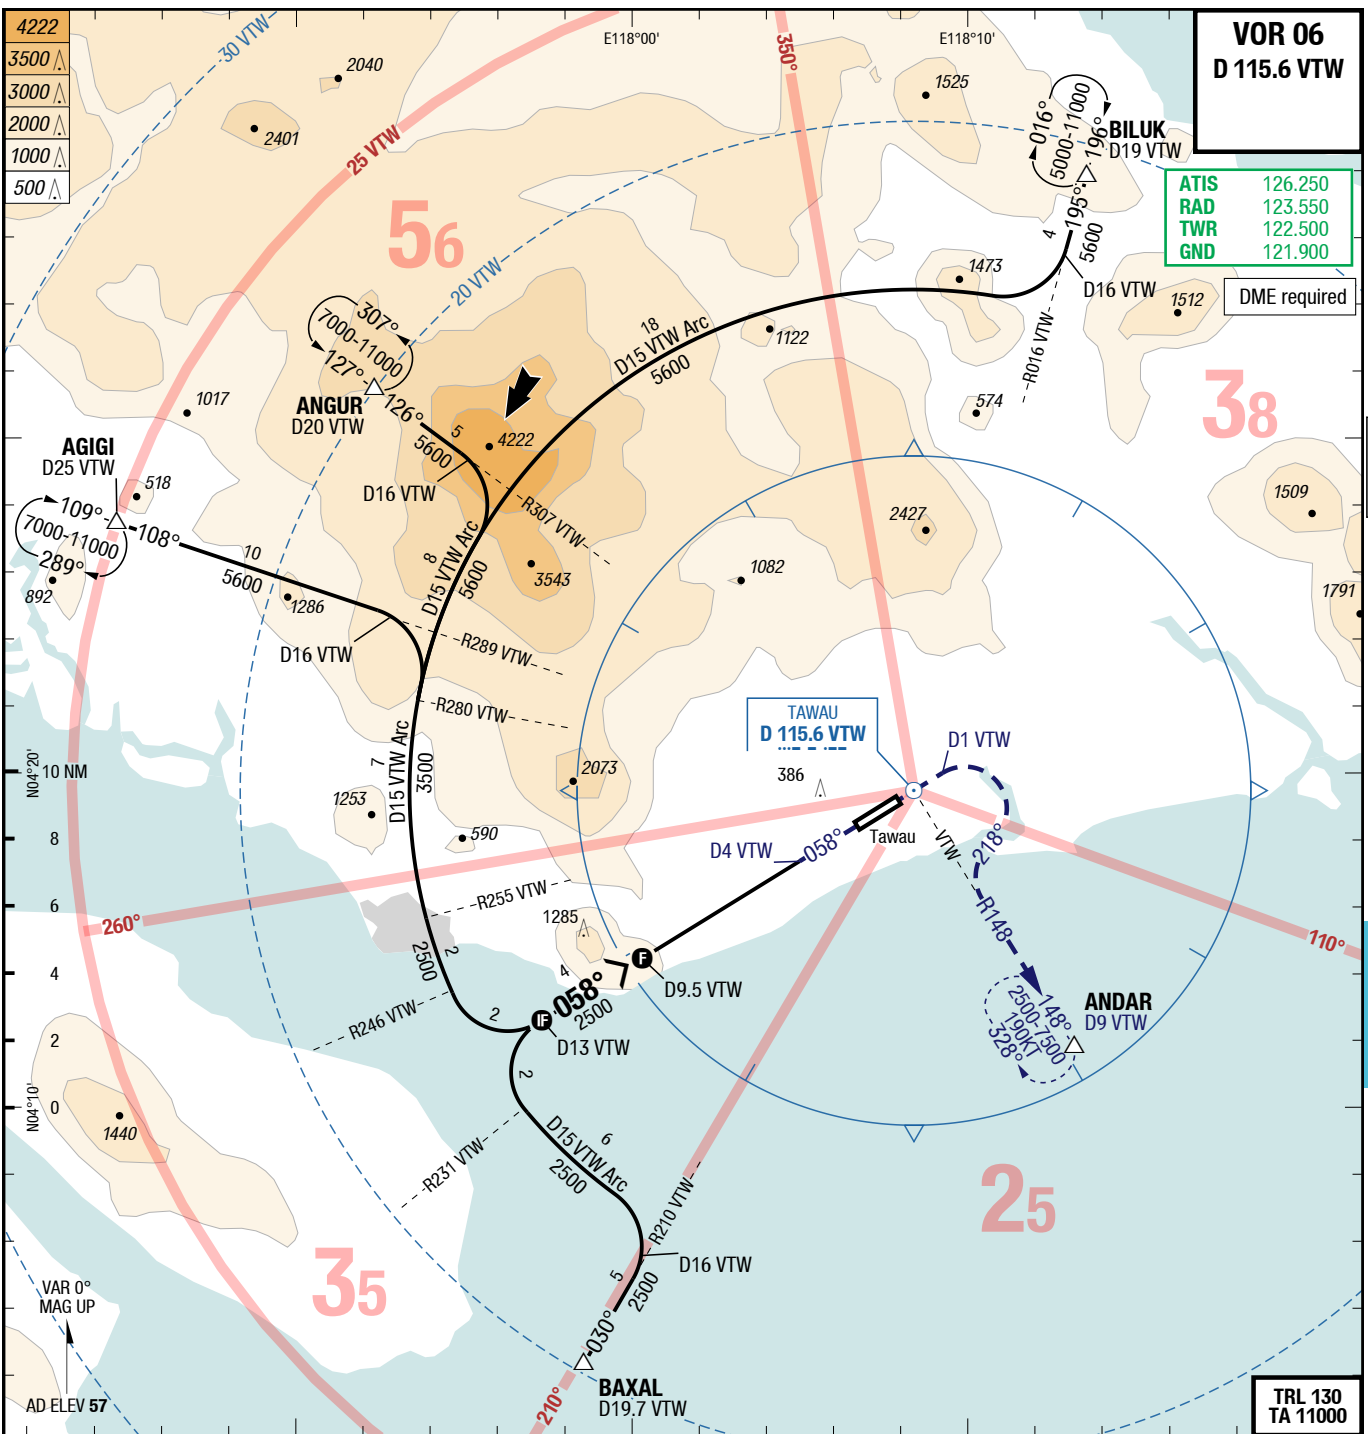 4222
3500
3000
2000
1000
500
30 VTW
2040
2401
25 VTW
E118°00'
350°
E118°10'
1525
VOR 06
D 115.6 VTW
016°
5000-11000
196°
BILUK
D19 VTW
195°
4
5600
D16 VTW
R016 VTW
ATIS 126.250
RAD 123.550
TWR 122.500
GND 121.900
DME required
56
20 VTW
1473
1512
18
D15 VTW Arc
5600
1122
574
38
307°
7000-11000
127°
ANGUR
D20 VTW
126°
5
5600
4222
D16 VTW
R307 VTW
1017
AGIGI
D25 VTW
518
109°
7000-11000
289°
108°
10
5600
892
1286
D16 VTW
8
D15 VTW Arc
5600
3543
R289 VTW
R280 VTW
1082
2427
1509
1791
7
D15 VTW Arc
3500
2073
TAWAU
D 115.6 VTW
D1 VTW
386
N04°20'
10 NM
8
6
4
2
0
N04°10'
1253
590
Tawau
D4 VTW
058°
VTW
218°
R148
260°
R255 VTW
1285
2
2500
110°
4
058°
2500
F
D9.5 VTW
R246 VTW
2
IF
D13 VTW
148°
2500-7500
190KT
328°
ANDAR
D9 VTW
1440
2
R231 VTW
6
D15 VTW Arc
2500
R210 VTW
25
35
D16 VTW
5
2500
030°
VAR 0°
MAG UP
AD ELEV 57
BAXAL
D19.7 VTW
210°
TRL 130
TA 11000